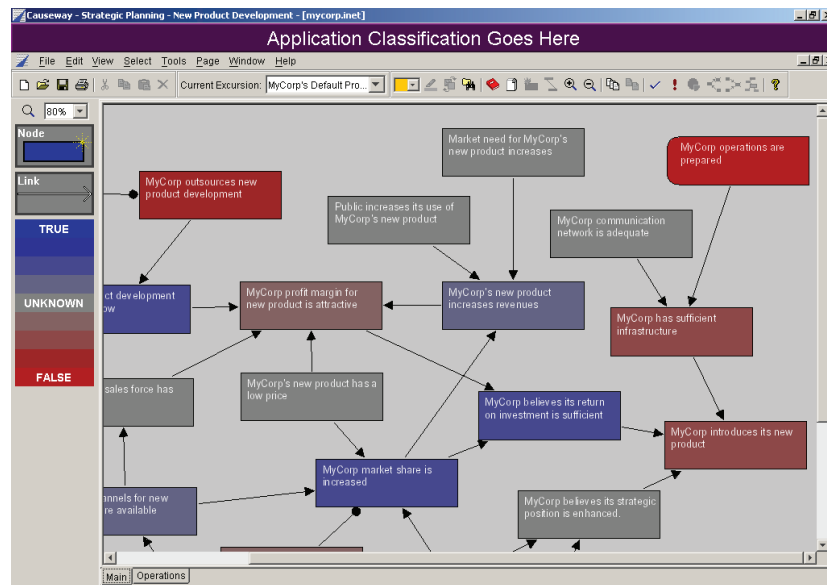 Causeway - Strategic Planning - New Product Development - [mycorp.inet]
Application Classification Goes Here
File Edit View Select Tools Page Window Help
Current Excursion: MyCorp's Default Pro...
80%
Node
Link
TRUE
UNKNOWN
FALSE
Market need for MyCorp's
new product increases
MyCorp operations are
prepared
MyCorp outsources new
product development
Public increases its use of
MyCorp's new product
MyCorp communication
network is adequate
ct development
ow
MyCorp profit margin for
new product is attractive
MyCorp's new product
increases revenues
MyCorp has sufficient
infrastructure
sales force has
MyCorp's new product has a
low price
MyCorp believes its return
on investment is sufficient
MyCorp introduces its new
product
MyCorp market share is
increased
nnels for new
re available
MyCorp believes its strategic
position is enhanced.
Main Operations